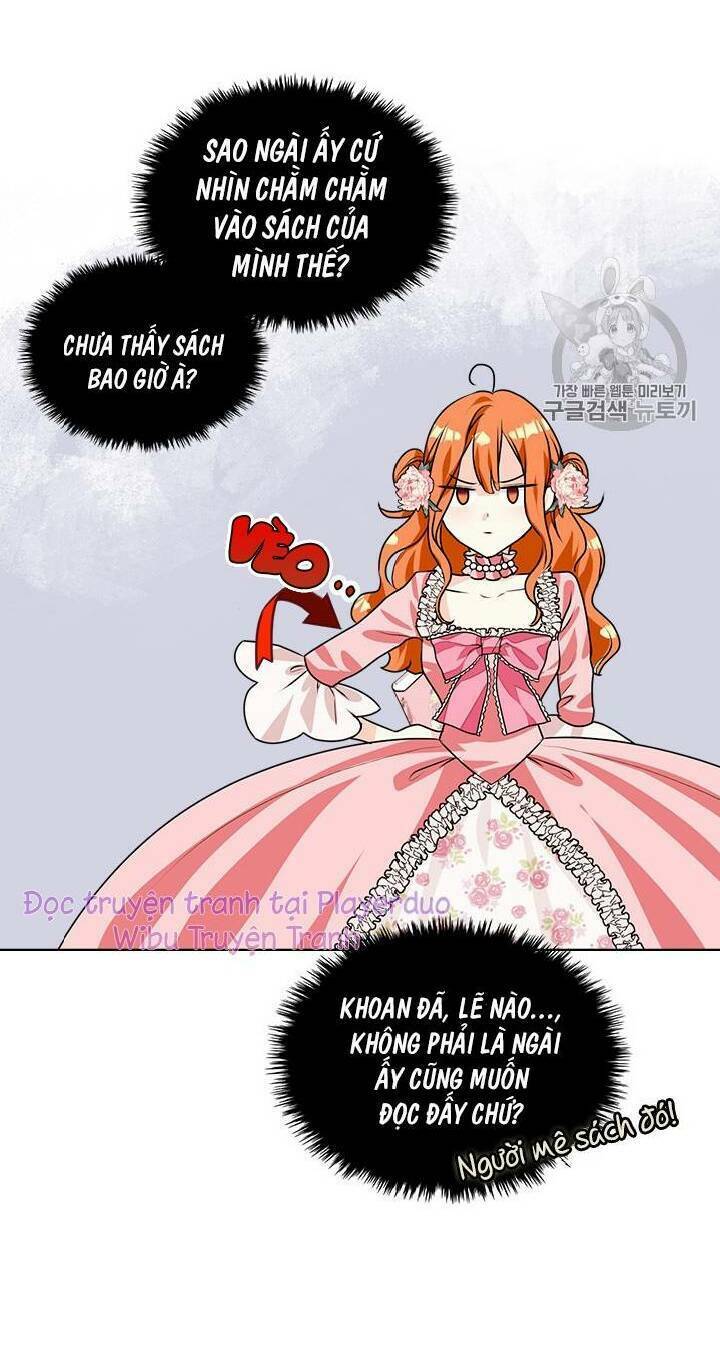 SAO NGÀI ẤY CỨ
NHÌN CHẰM CHẰM
VÀO SÁCH CỦA
MÌNH THẾ?
CHƯA THẤY SÁCH
BAO GIỜ À?
가장 빠른 웹툰 미리보기
구글검색 뉴토끼
VÈO..
Đọc truyện tranh tại Playerduo
Wibu Truyện Tranh
KHOAN ĐÃ, LẼ NÀO...,
KHÔNG PHẢI LÀ NGÀI
ẤY CŨNG MUỐN
ĐỌC ĐẤY CHỨ?
Người mê sách đó!